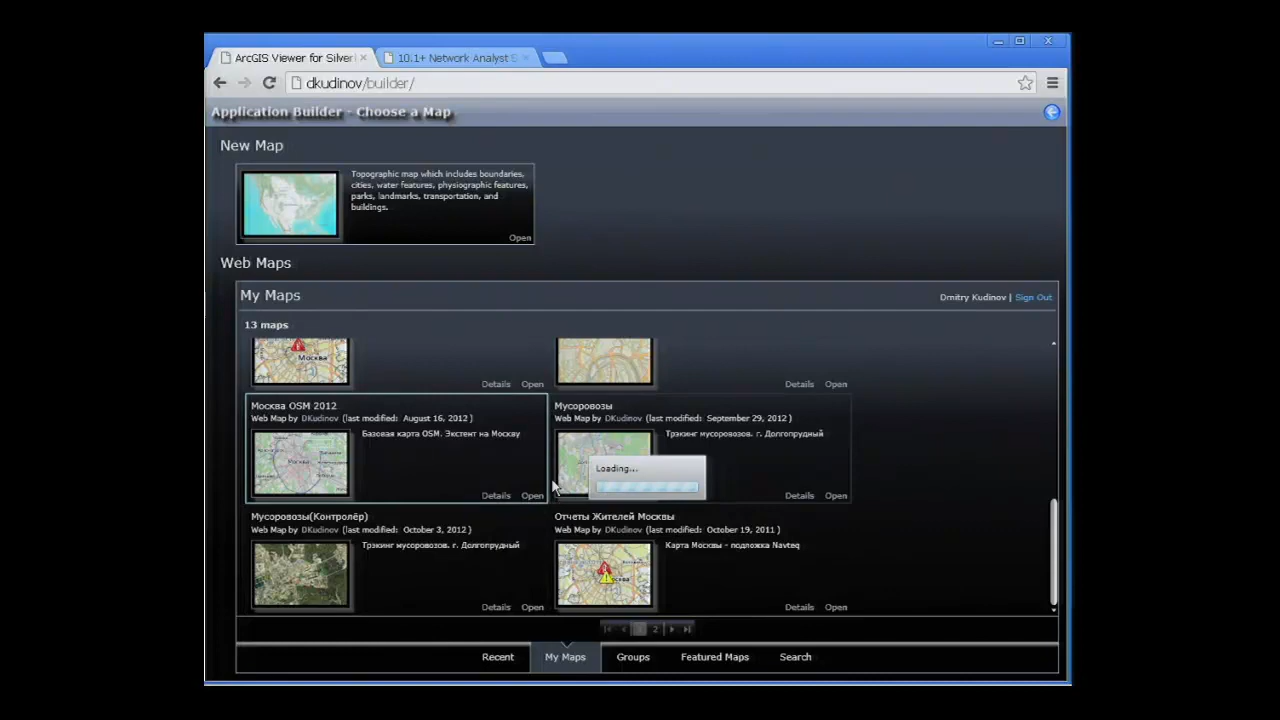 ArcGIS Viewer for Silverl
10.1+ Network Analyst S
dkudinov/builder/
Application Builder - Choose a Map
New Map
Topographic map which includes boundaries,
cities, water features, physiographic features,
parks, landmarks, transportation, and
buildings.
Open
Web Maps
My Maps
Dmitry Kudinov | Sign Out
13 maps
Москва
Details Open
Details Open
Москва OSM 2012
Web Map by DKudinov (last modified: August 16, 2012 )
Базовая карта OSM. Экстент на Москву
Details Open
Мусоровозы
Web Map by DKudinov (last modified: September 29, 2012 )
Трэкинг мусоровозов. г. Долгопрудный
Loading...
Details Open
Мусоровозы(Контролёр)
Web Map by DKudinov (last modified: October 3, 2012 )
Трэкинг мусоровозов. г. Долгопрудный
Details Open
Отчеты Жителей Москвы
Web Map by DKudinov (last modified: October 19, 2011 )
Карта Москвы - подложка Navteq
Details Open
2
Recent My Maps Groups Featured Maps Search